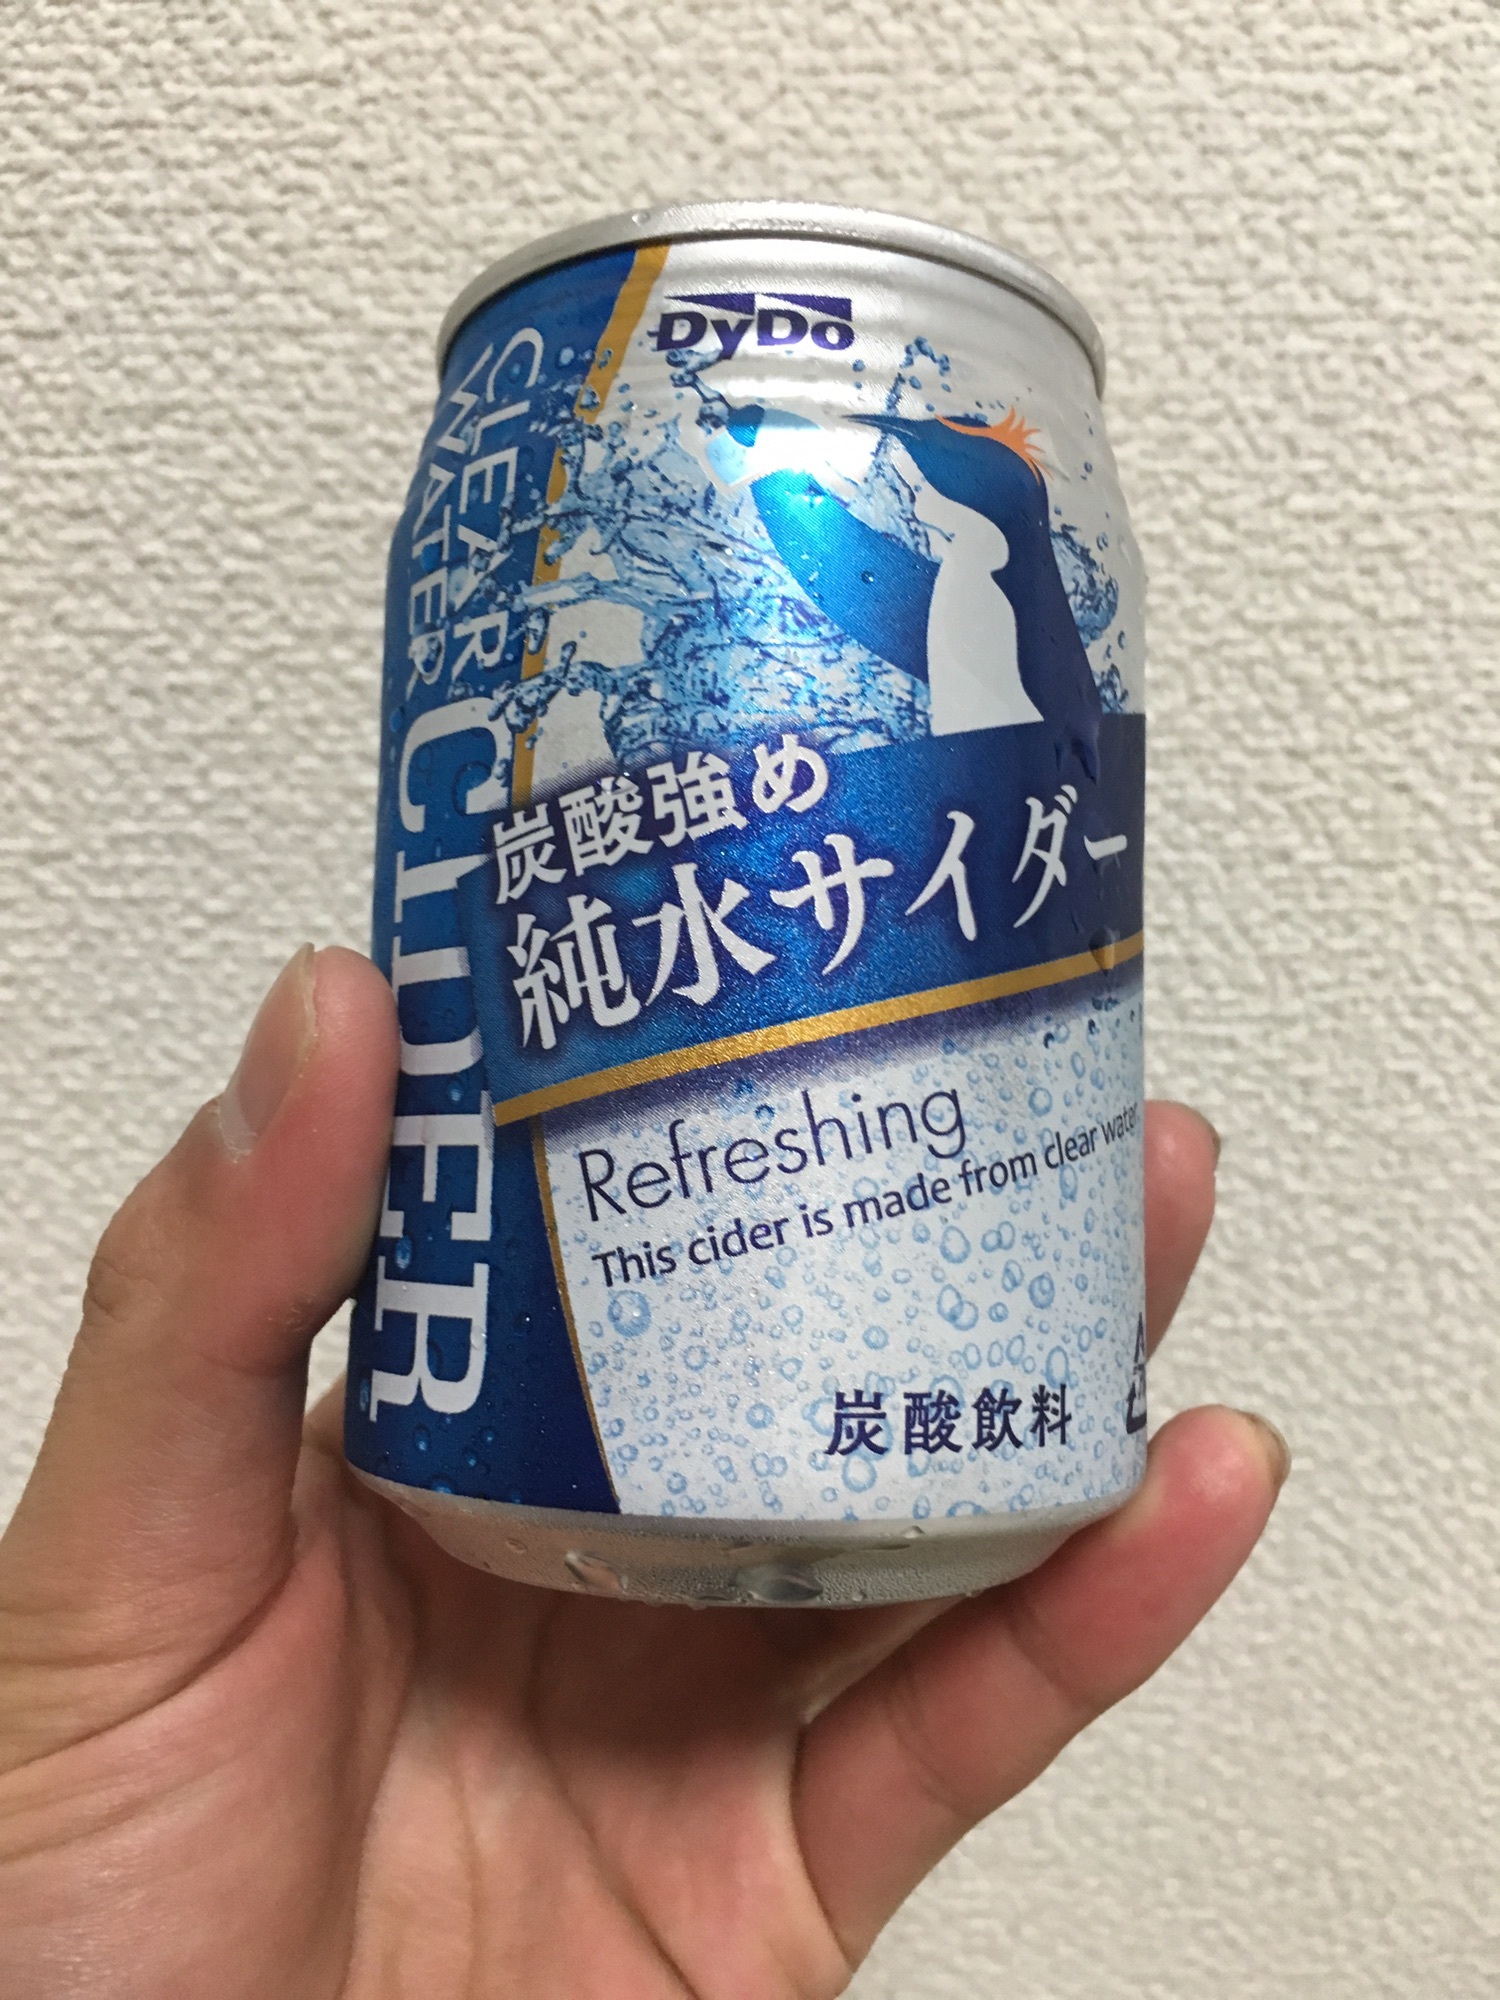 DyDo
CLEAR
WATER
CIDER
炭酸強め
純水サイダー
Refreshing
This cider is made from clear water
炭酸飲料